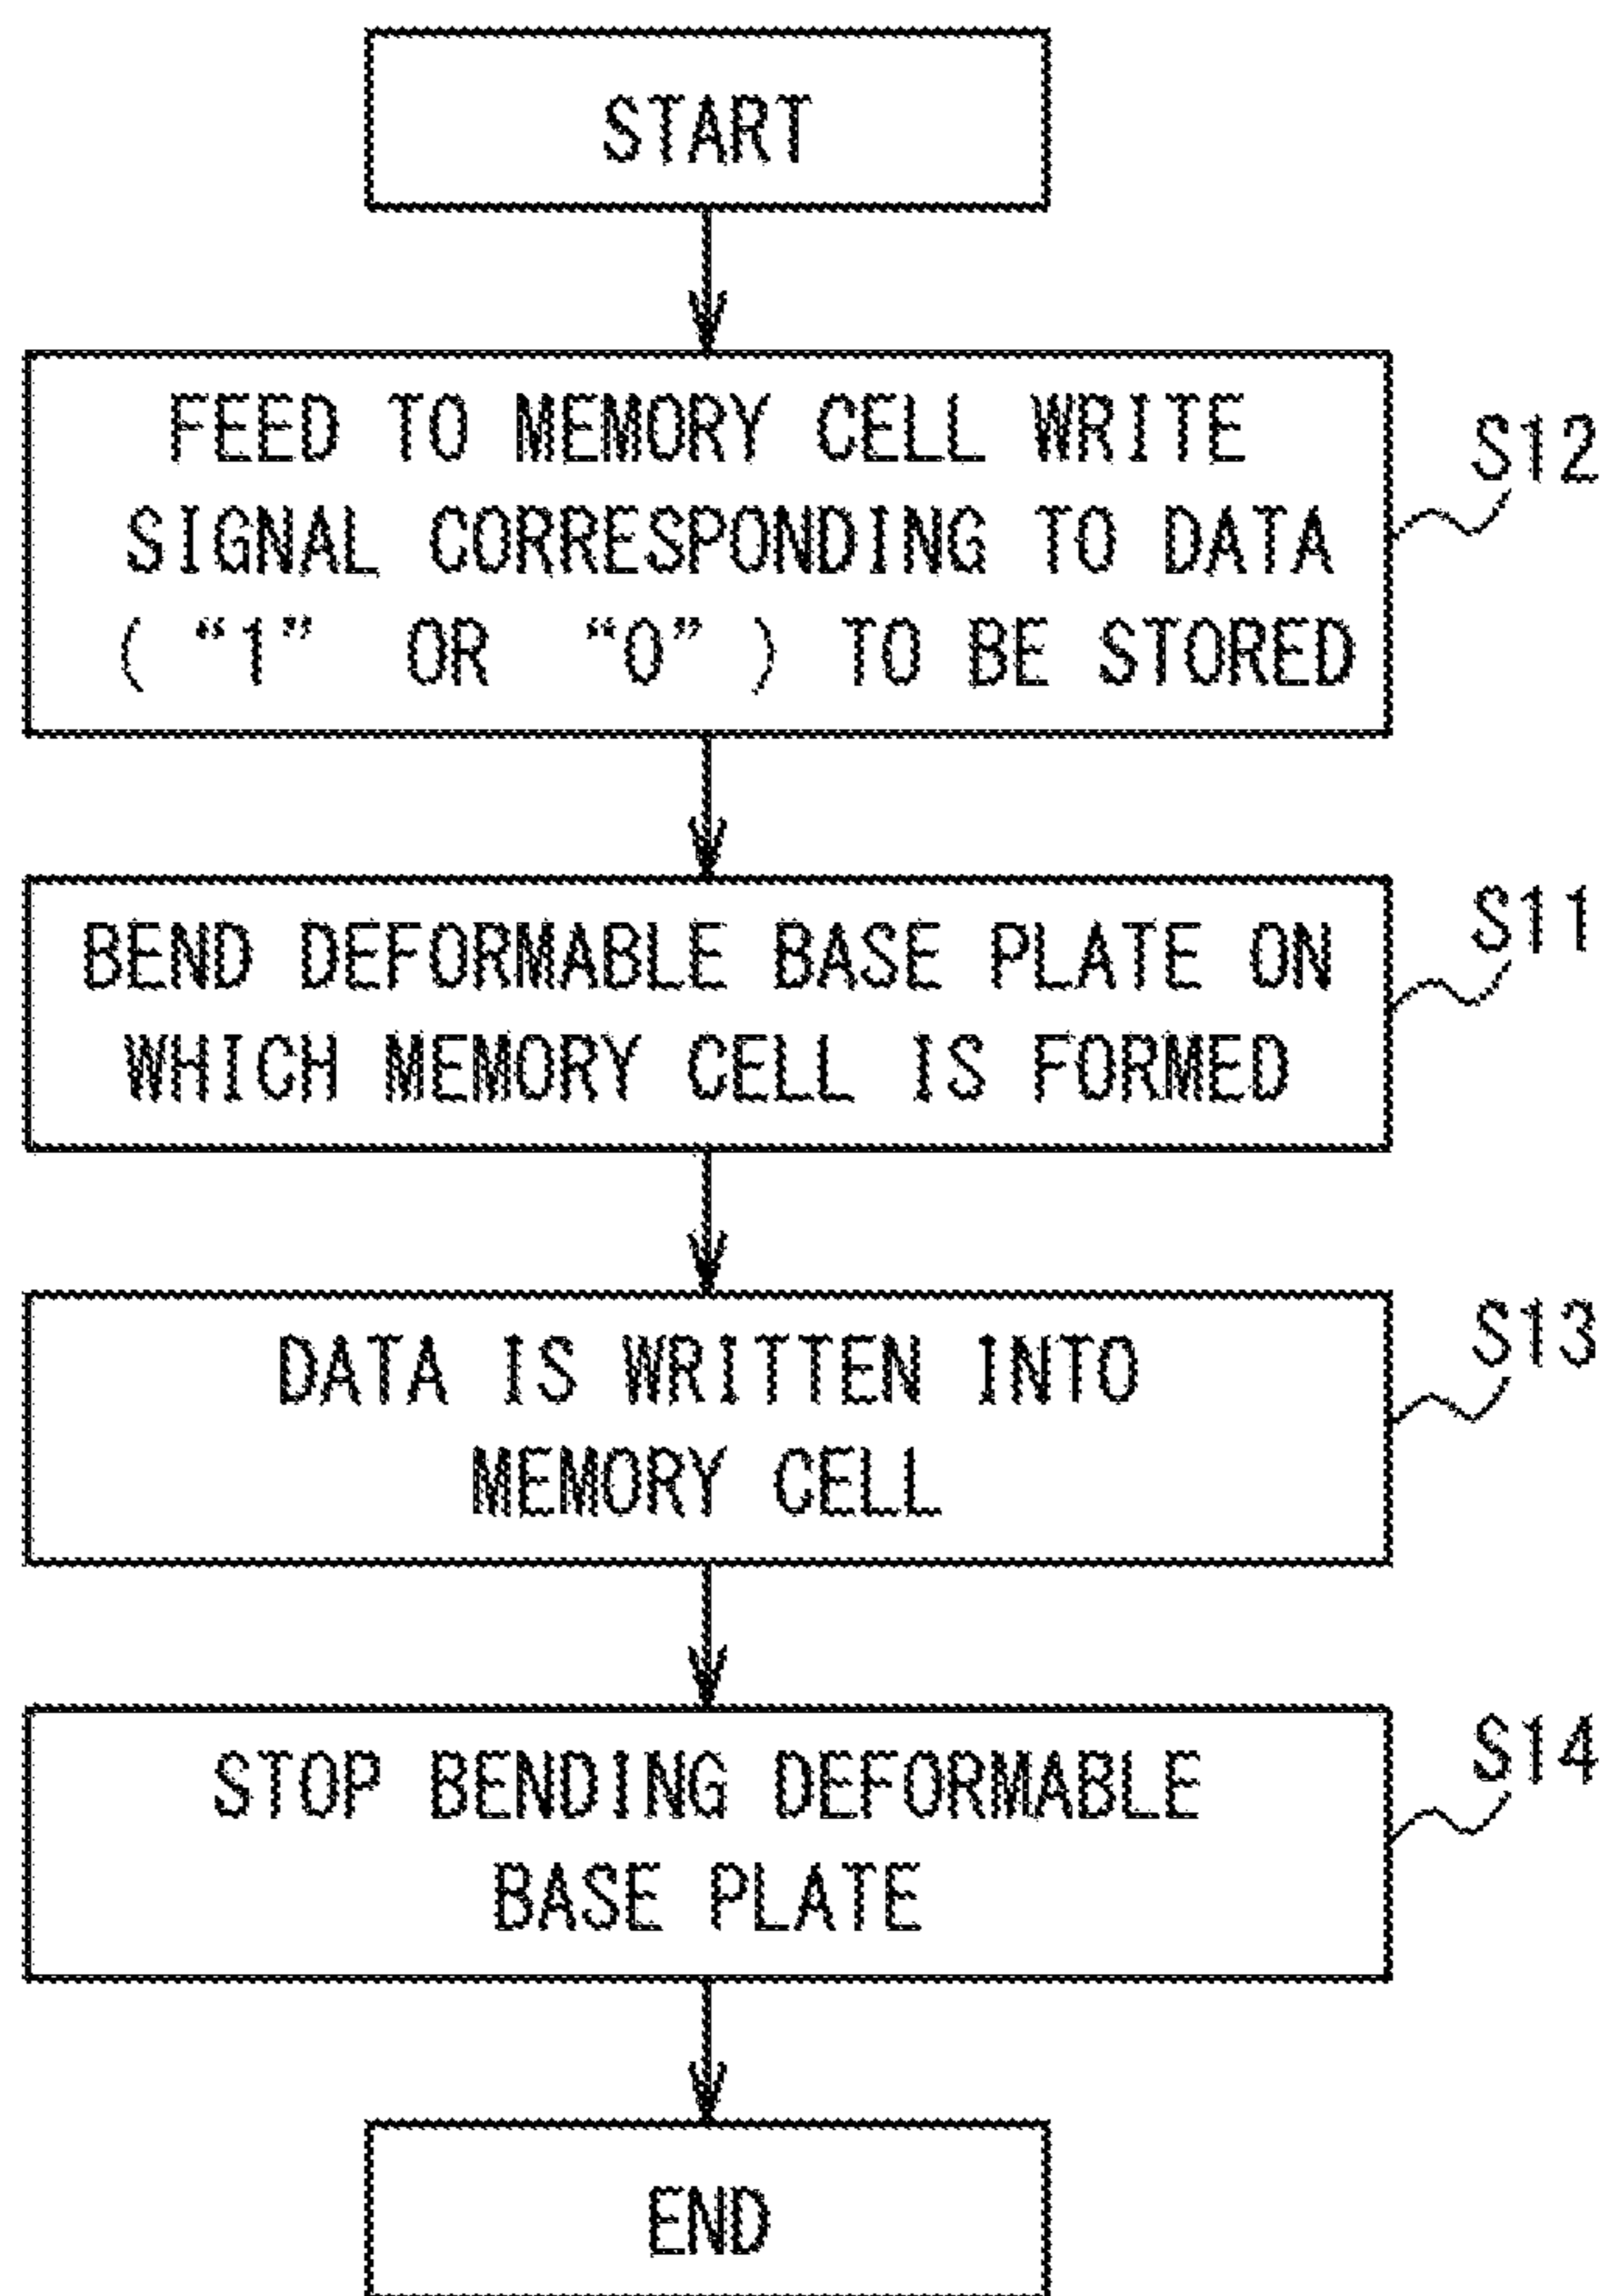 START
FEED TO MEMORY CELL WRITE
SIGNAL CORRESPONDING TO DATA
( “1” OR “0” ) TO BE STORED
S12
BEND DEFORMABLE BASE PLATE ON
WHICH MEMORY CELL IS FORMED
S11
DATA IS WRITTEN INTO
MEMORY CELL
S13
STOP BENDING DEFORMABLE
BASE PLATE
S14
END